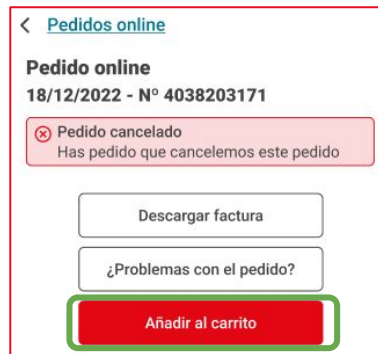 Pedidos online
Pedido online
18/12/2022 - Nº 4038203171
Pedido cancelado
Has pedido que cancelemos este pedido
Descargar factura
¿Problemas con el pedido?
Añadir al carrito